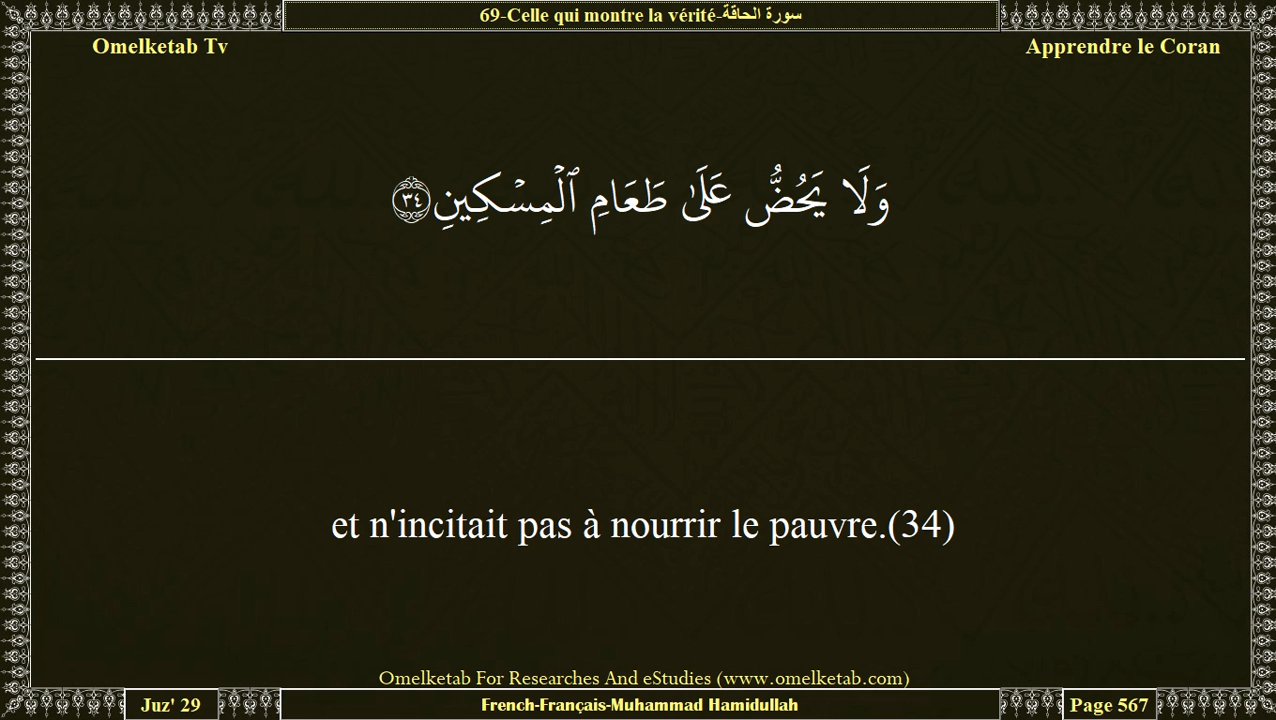 69-Celle qui montre la vérité-سورة الحاقة
Omelketab Tv
Apprendre le Coran
وَلَا يَحُضُّ عَلَىٰ طَعَامِ ٱلْمِسْكِينِ ٣٤
et n'incitait pas à nourrir le pauvre.(34)
Omelketab For Researches And eStudies (www.omelketab.com)
Juz' 29
French-Français-Muhammad Hamidullah
Page 567